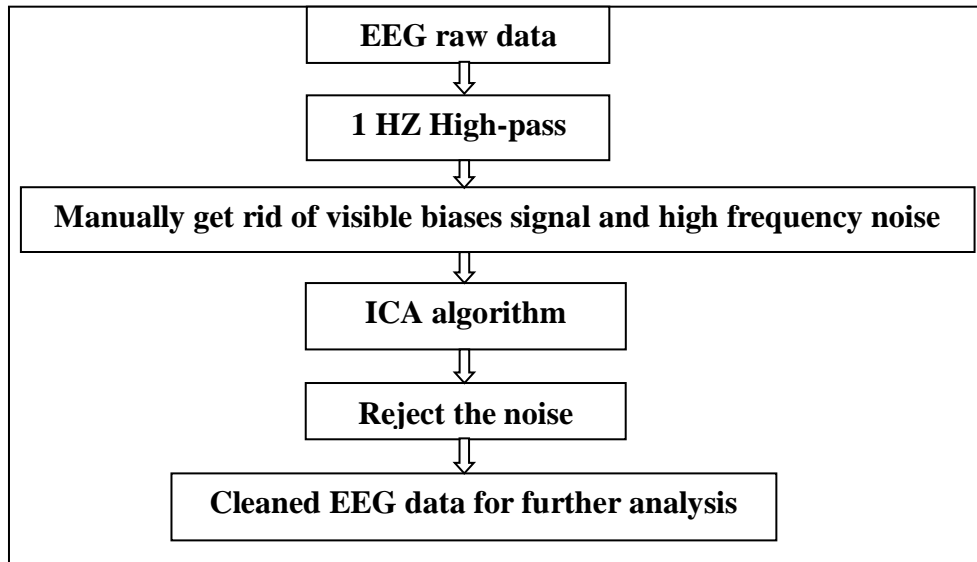 EEG raw data
1 HZ High-pass
Manually get rid of visible biases signal and high frequency noise
ICA algorithm
Reject the noise
Cleaned EEG data for further analysis